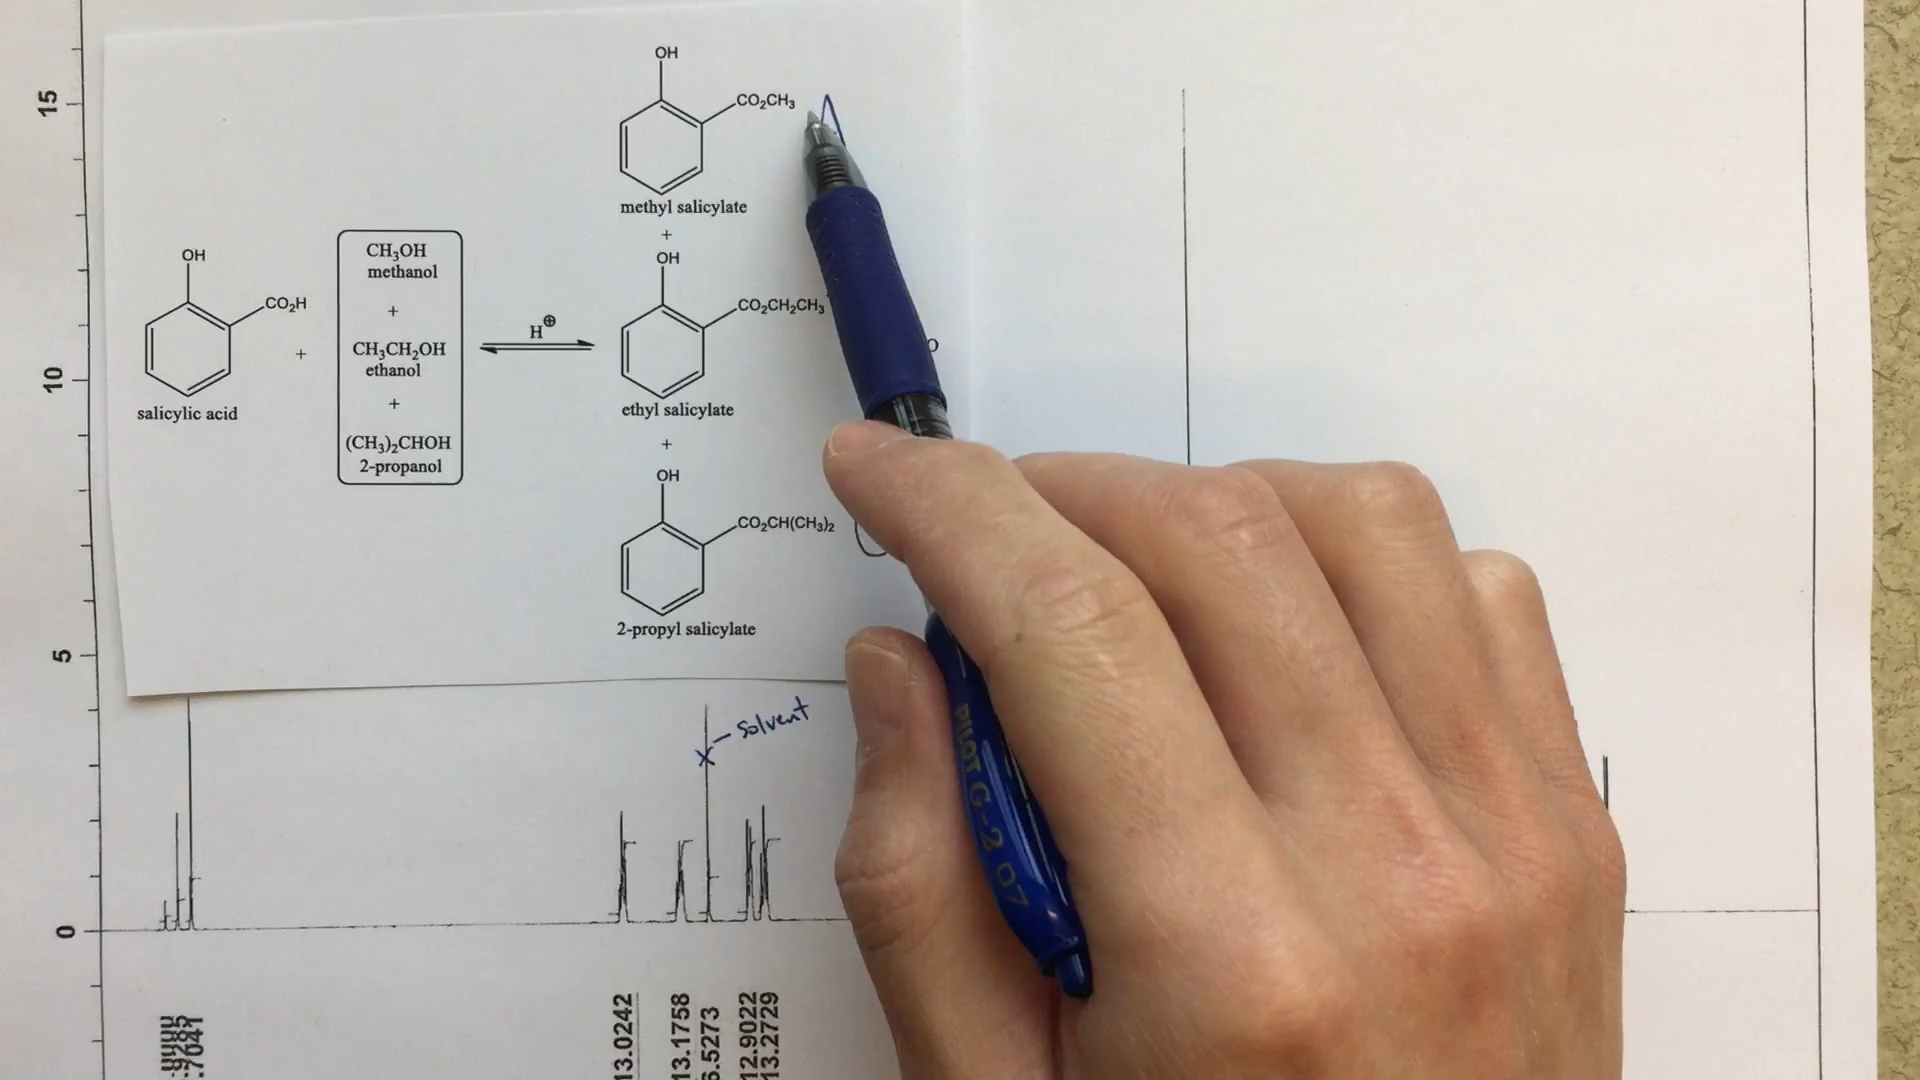 15
OH
CO₂CH₃
methyl salicylate
+
OH
CO₂H
salicylic acid
+
CH₃OH
methanol
+
CH₃CH₂OH
ethanol
+
(CH₃)₂CHOH
2-propanol
H⊕
OH
CO₂CH₂CH₃
ethyl salicylate
+
OH
CO₂CH(CH₃)₂
2-propyl salicylate
10
5
0
x - solvent
PILOT G-2 07
.7041
13.0242
13.1758
6.5273
12.9022
13.2729